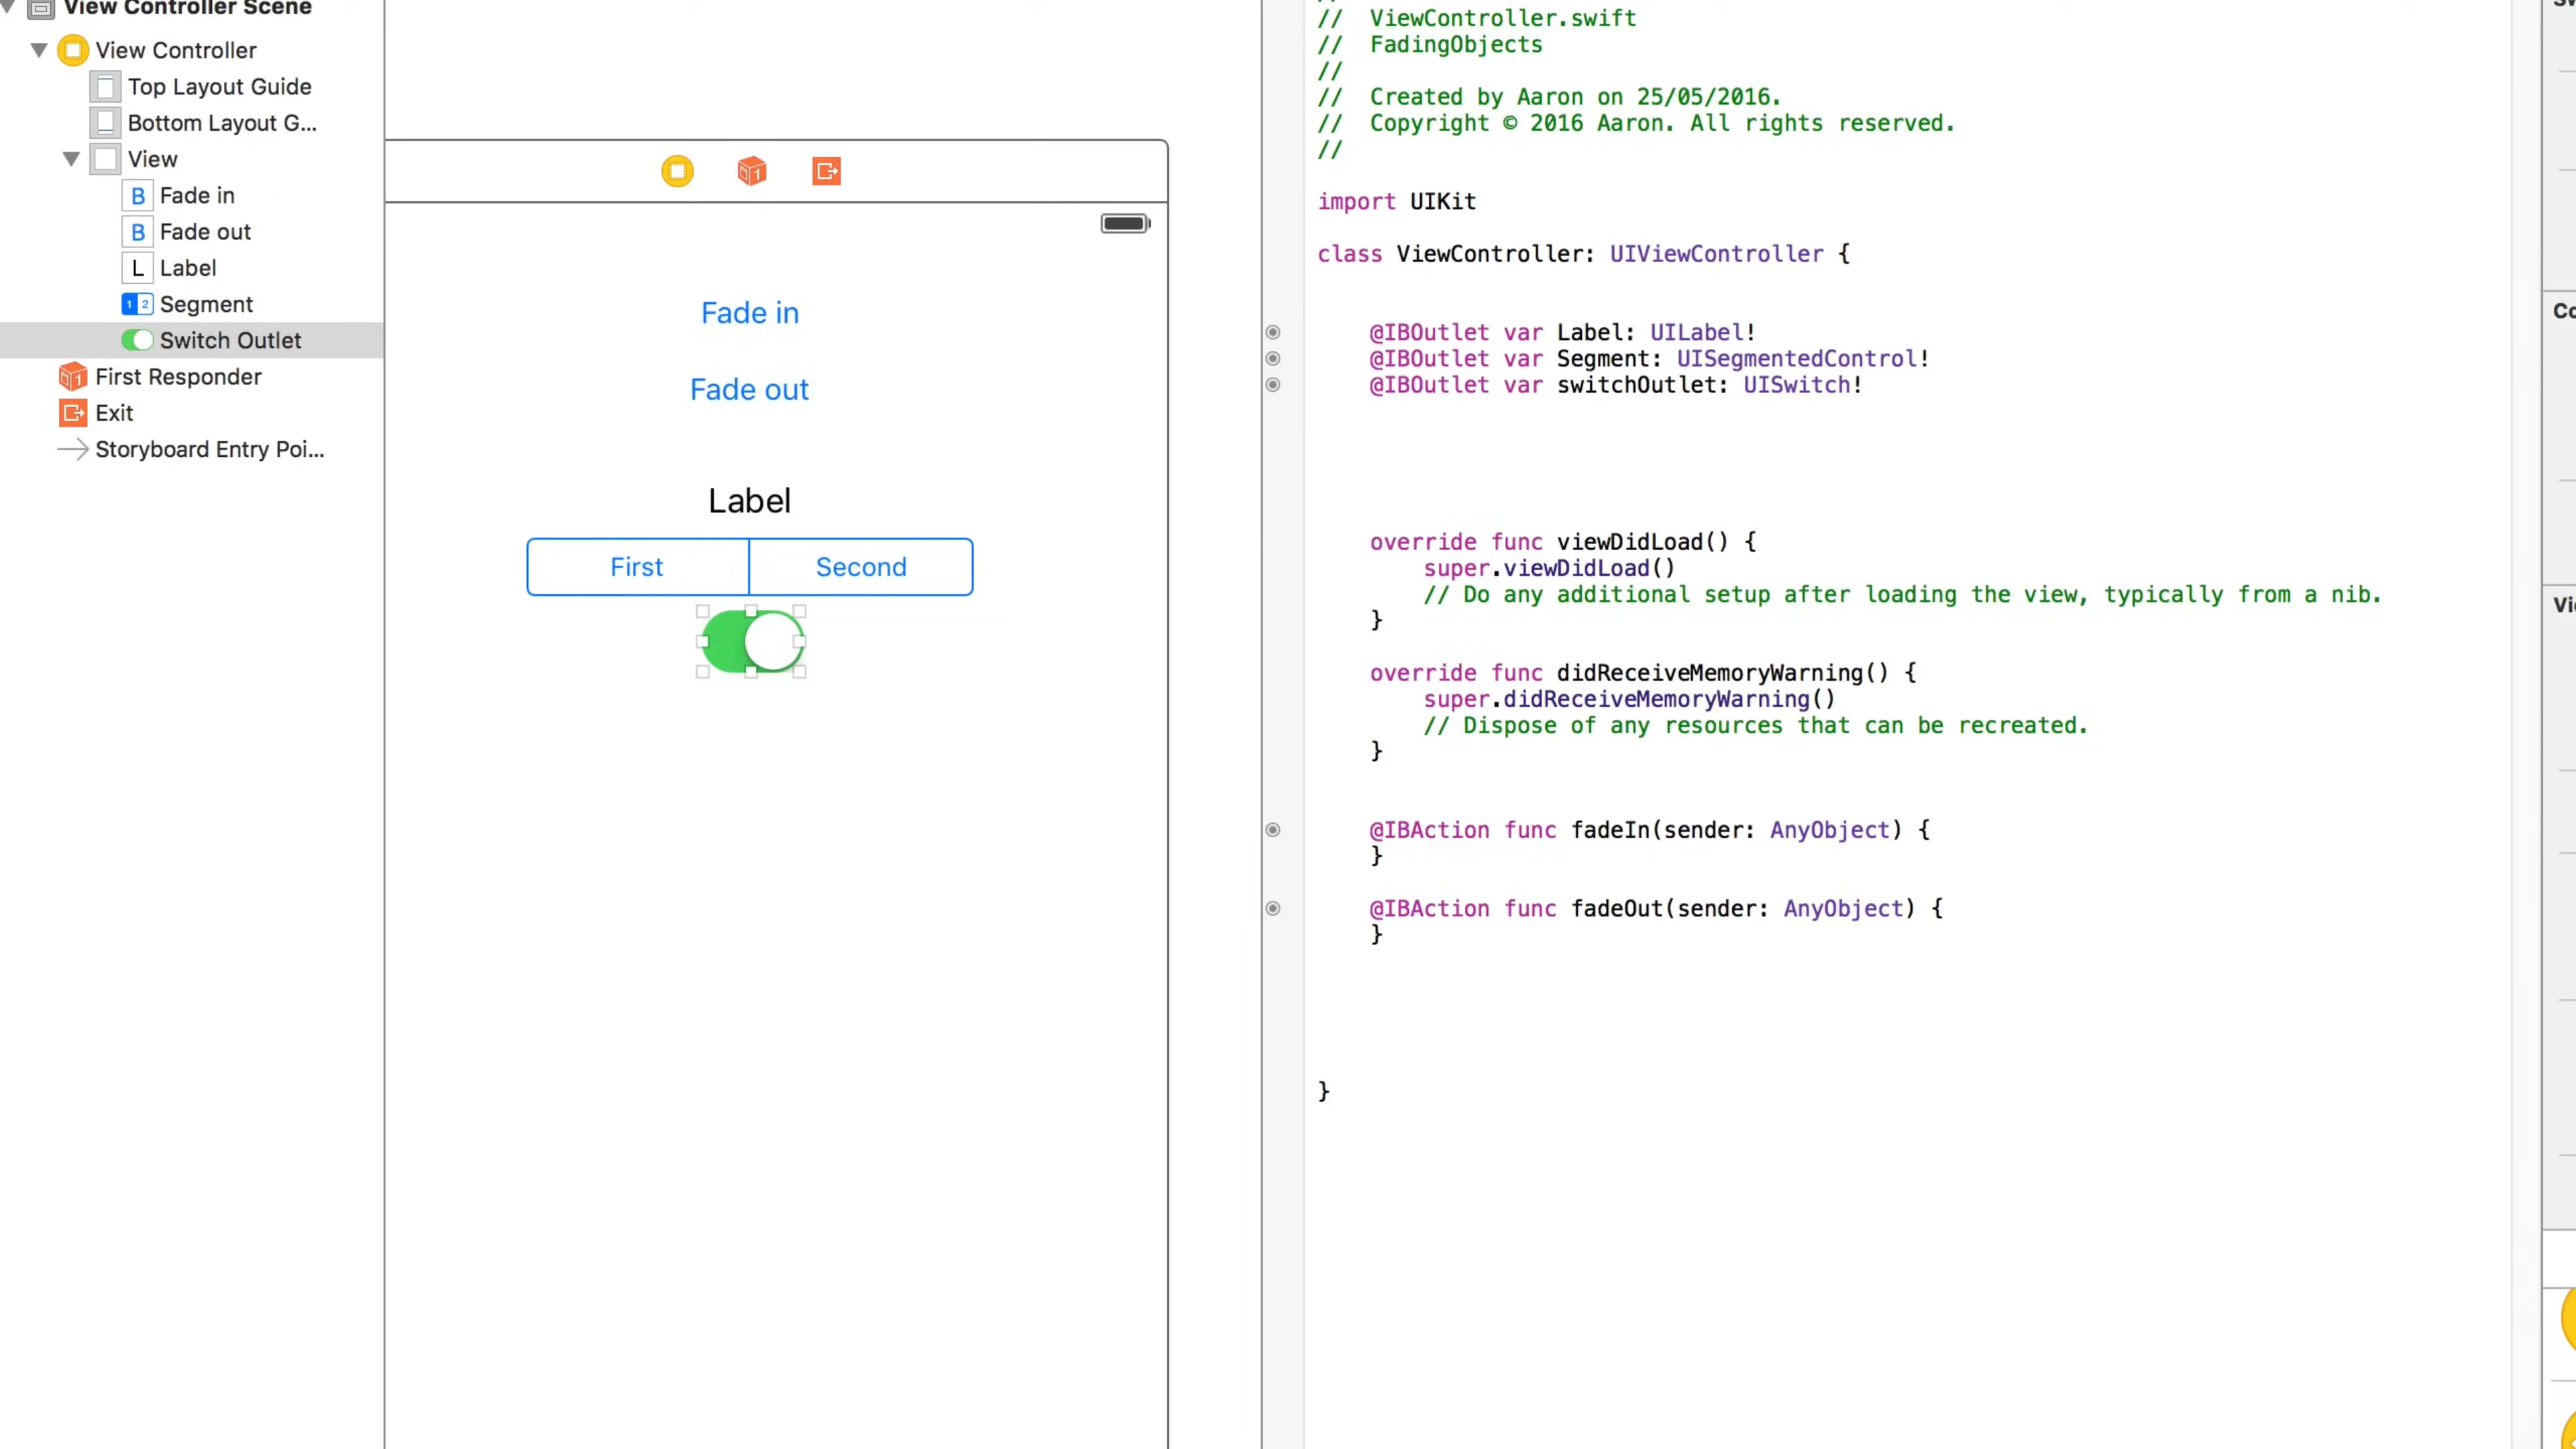 View Controller Scene
View Controller
Top Layout Guide
Bottom Layout G...
View
B Fade in
B Fade out
L Label
1 2 Segment
Switch Outlet
1 First Responder
Exit
Storyboard Entry Poi...
1
Fade in
Fade out
Label
First Second
//
// ViewController.swift
// FadingObjects
//
// Created by Aaron on 25/05/2016.
// Copyright © 2016 Aaron. All rights reserved.
//
import UIKit
class ViewController: UIViewController {
@IBOutlet var Label: UILabel!
@IBOutlet var Segment: UISegmentedControl!
@IBOutlet var switchOutlet: UISwitch!
override func viewDidLoad() {
super.viewDidLoad()
// Do any additional setup after loading the view, typically from a nib.
}
override func didReceiveMemoryWarning() {
super.didReceiveMemoryWarning()
// Dispose of any resources that can be recreated.
}
@IBAction func fadeIn(sender: AnyObject) {
}
@IBAction func fadeOut(sender: AnyObject) {
}
}